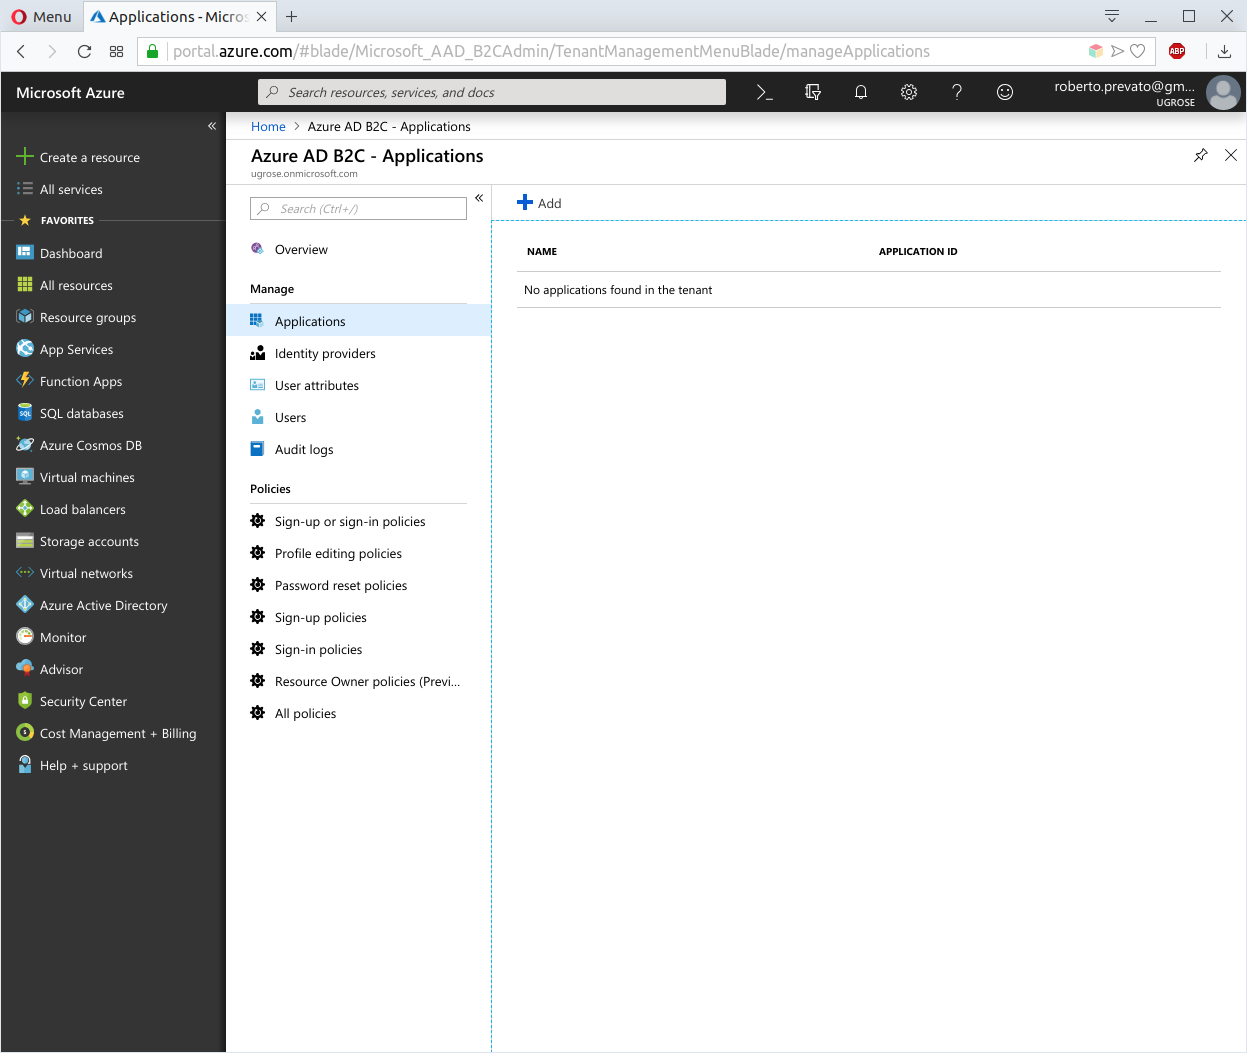 Menu
Applications - Micros
portal.azure.com/#blade/Microsoft_AAD_B2CAdmin/TenantManagementMenuBlade/manageApplications
ABP
Microsoft Azure
Search resources, services, and docs
roberto.prevato@gm...
UGROSE
Home > Azure AD B2C - Applications
Azure AD B2C - Applications
ugrose.onmicrosoft.com
Create a resource
All services
FAVORITES
Dashboard
All resources
Resource groups
App Services
Function Apps
SQL databases
Azure Cosmos DB
Virtual machines
Load balancers
Storage accounts
Virtual networks
Azure Active Directory
Monitor
Advisor
Security Center
Cost Management + Billing
Help + support
Search (Ctrl+/)
Overview
Manage
Applications
Identity providers
User attributes
Users
Audit logs
Policies
Sign-up or sign-in policies
Profile editing policies
Password reset policies
Sign-up policies
Sign-in policies
Resource Owner policies (Previ...
All policies
Add
NAME APPLICATION ID
No applications found in the tenant